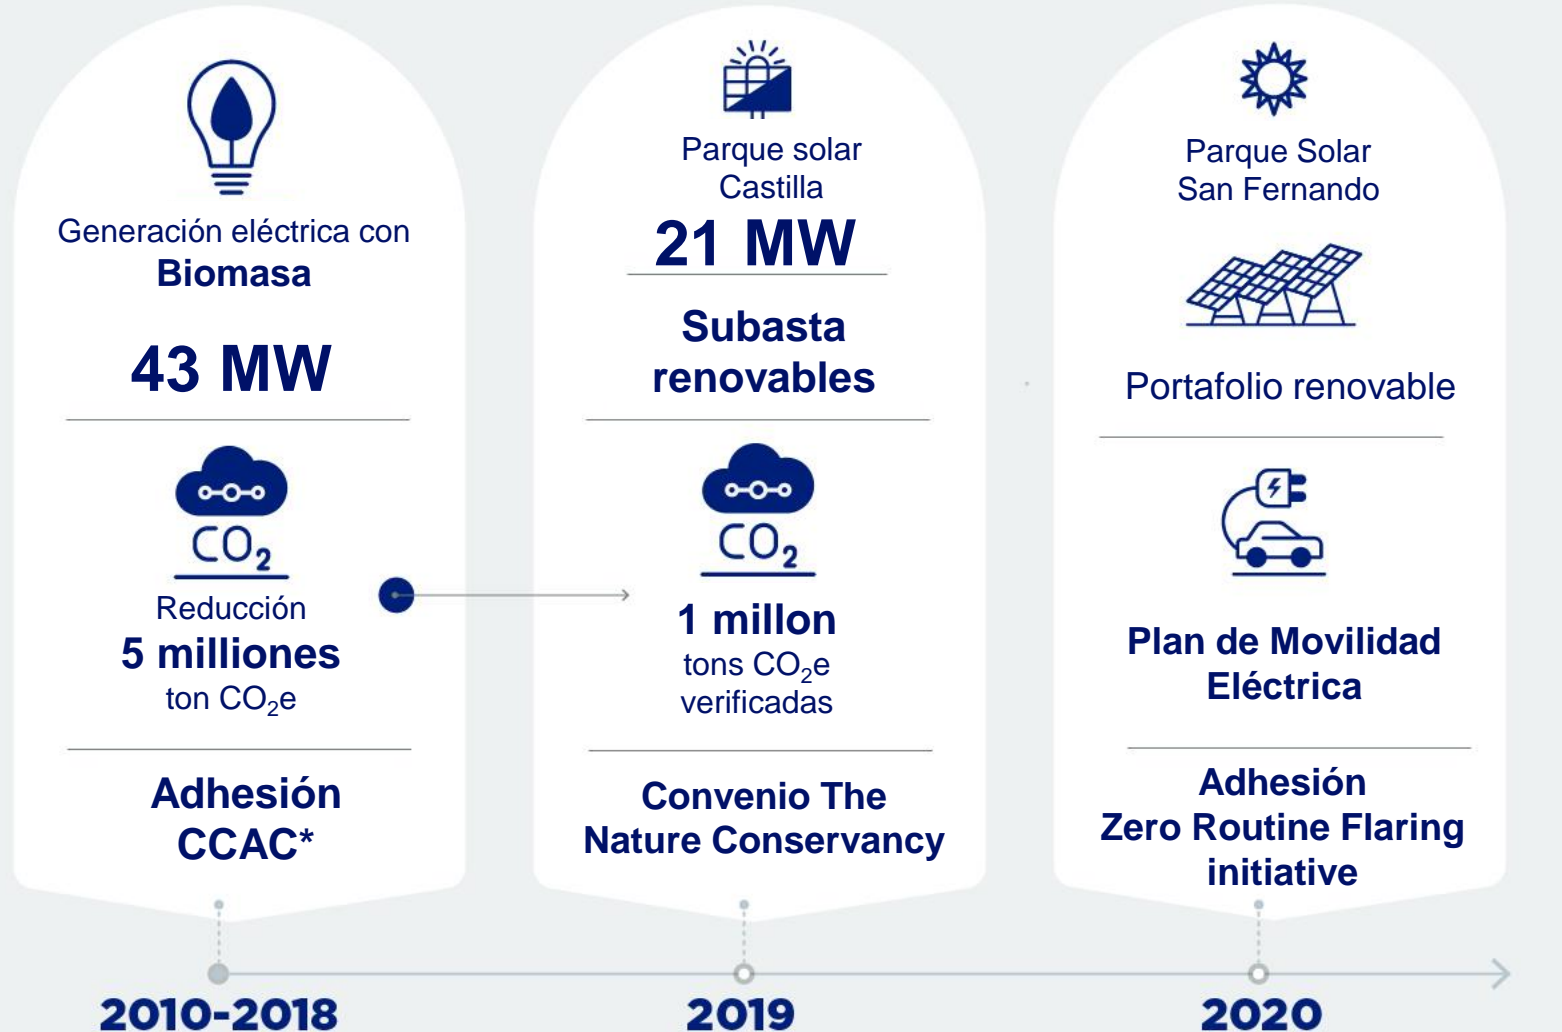 Generación eléctrica con
Biomasa
43 MW
CO₂
Reducción
5 milliones
ton CO₂e
Adhesión
CCAC*
2010-2018
Parque solar
Castilla
21 MW
Subasta
renovables
CO₂
1 millon
tons CO₂e
verificadas
Convenio The
Nature Conservancy
2019
Parque Solar
San Fernando
Portafolio renovable
Plan de Movilidad
Eléctrica
Adhesión
Zero Routine Flaring
initiative
2020